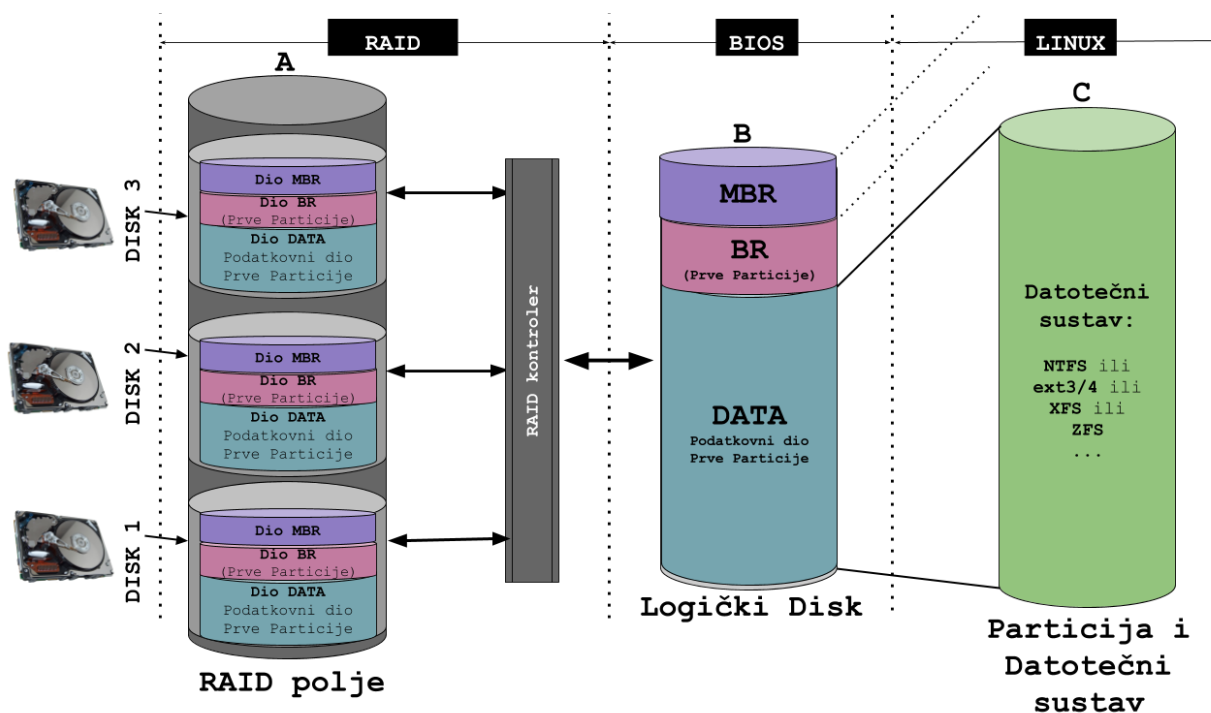 RAID
BIOS
LINUX
A
B
C
DISK 3
Dio MBR
Dio BR
(Prve Particije)
Dio DATA
Podatkovni dio
Prve Particije
DISK 2
Dio MBR
Dio BR
(Prve Particije)
Dio DATA
Podatkovni dio
Prve Particije
DISK 1
Dio MBR
Dio BR
(Prve Particije)
Dio DATA
Podatkovni dio
Prve Particije
RAID polje
RAID kontroler
MBR
BR
(Prve Particije)
DATA
Podatkovni dio
Prve Particije
Logički Disk
Datotečni
sustav:
NTFS ili
ext3/4 ili
XFS ili
ZFS
...
Particija i
Datotečni
sustav